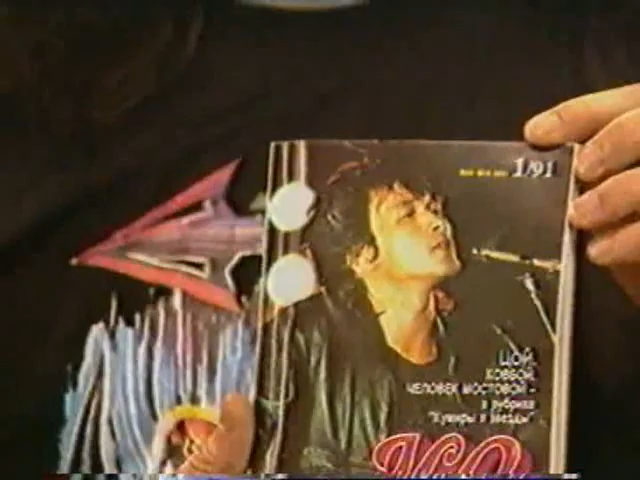 1/91
ЦОЙ,
КОВБОЙ,
ЧЕЛОВЕК МОСТОВОЙ -
в рубрике
"Кумиры и звезды"